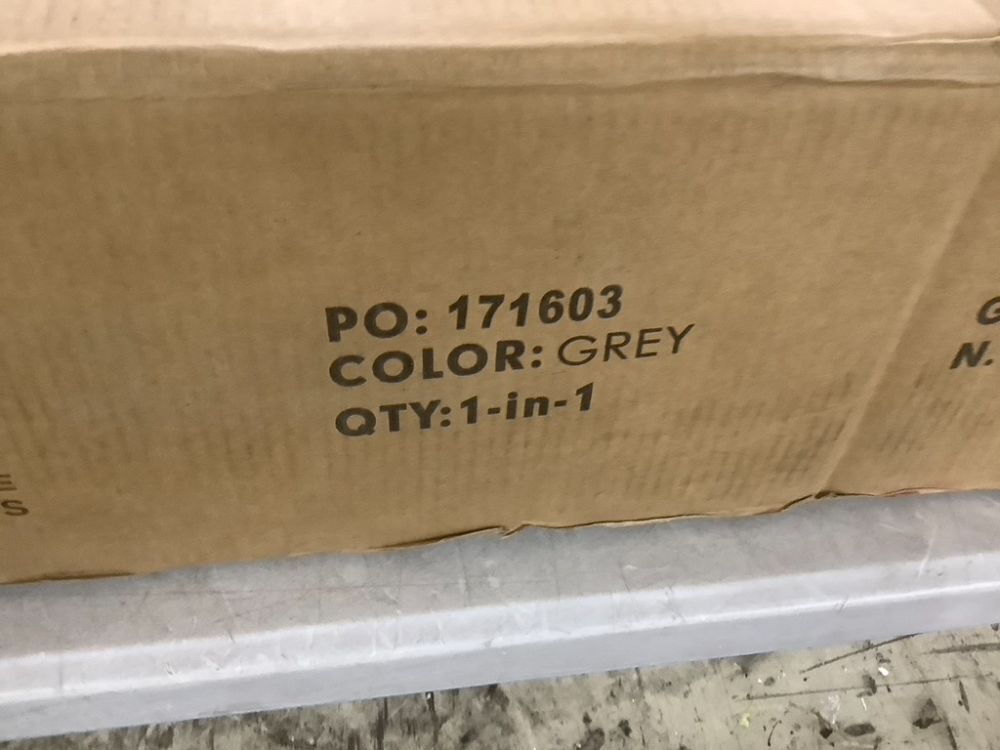 PO: 171603
COLOR: GREY
QTY: 1-in-1
G
N.
S